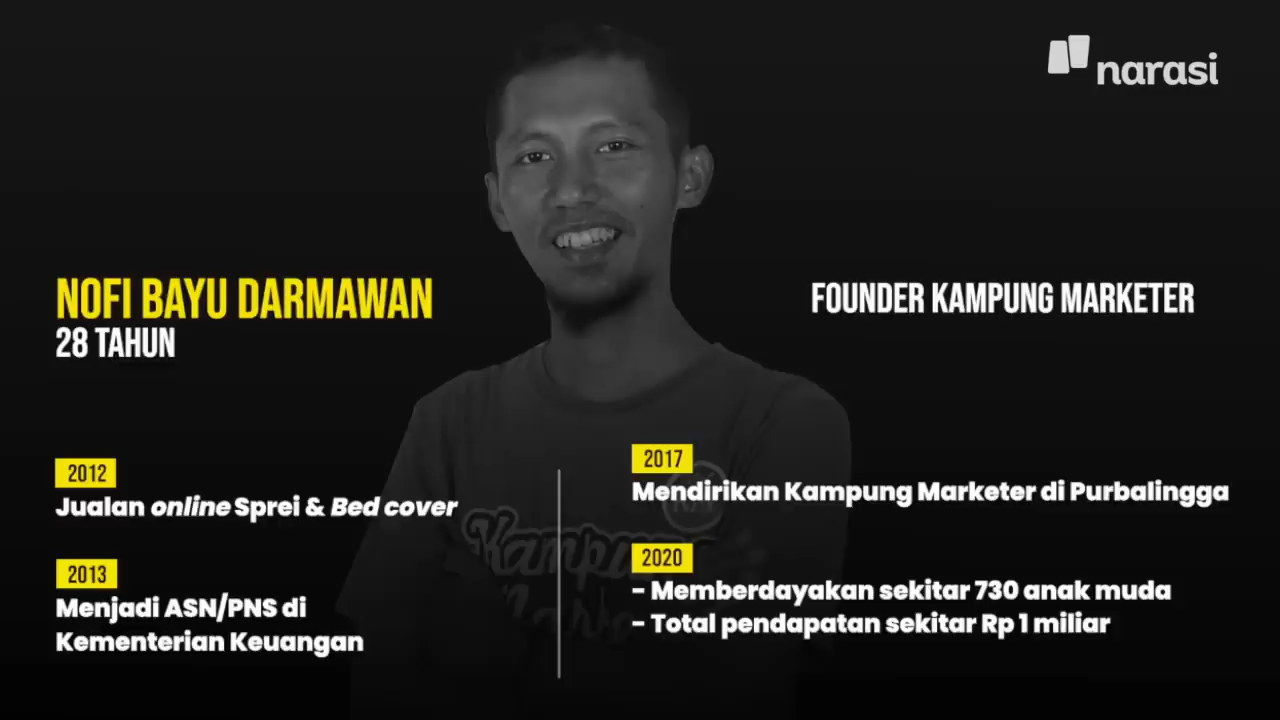 narasi
NOFI BAYU DARMAWAN
28 TAHUN
FOUNDER KAMPUNG MARKETER
2012
Jualan online Sprei & Bed cover
2013
Menjadi ASN/PNS di
Kementerian Keuangan
2017
Mendirikan Kampung Marketer di Purbalingga
2020
- Memberdayakan sekitar 730 anak muda
- Total pendapatan sekitar Rp 1 miliar
Kampung